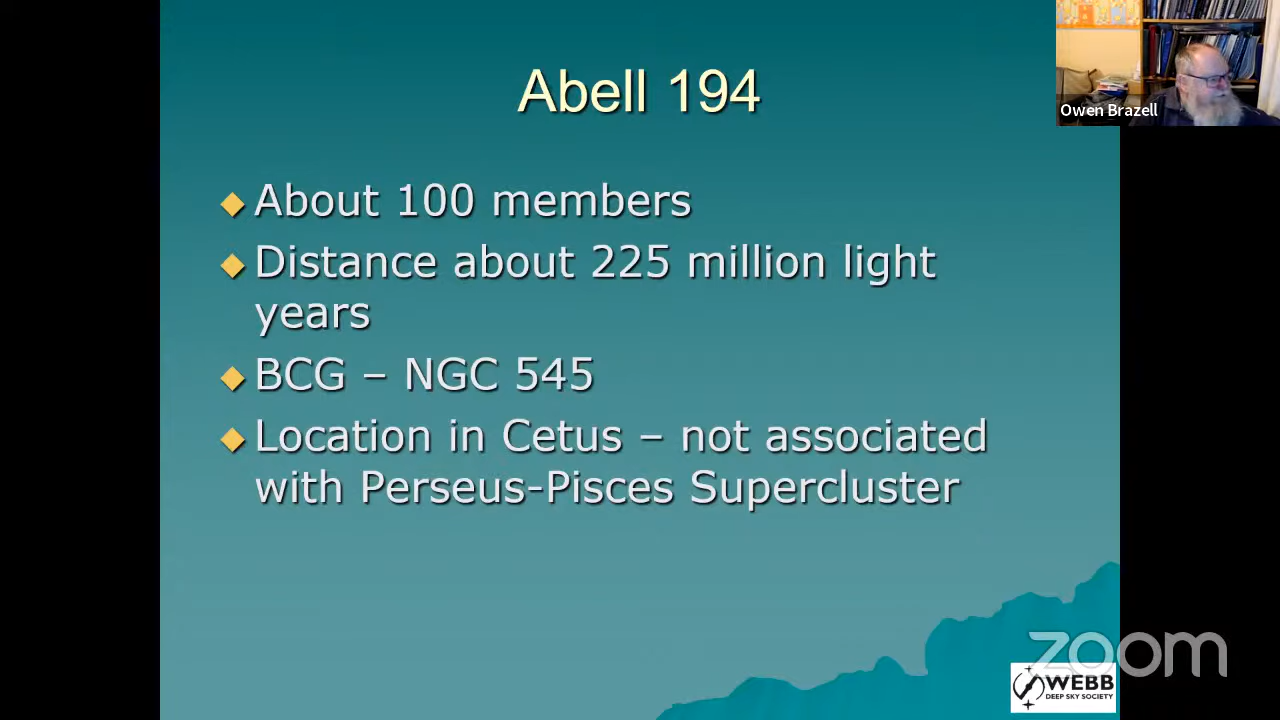 Abell 194
Owen Brazell
◆ About 100 members
◆ Distance about 225 million light
years
◆ BCG – NGC 545
◆ Location in Cetus – not associated
with Perseus-Pisces Supercluster
zoom
WEBB
DEEP SKY SOCIETY